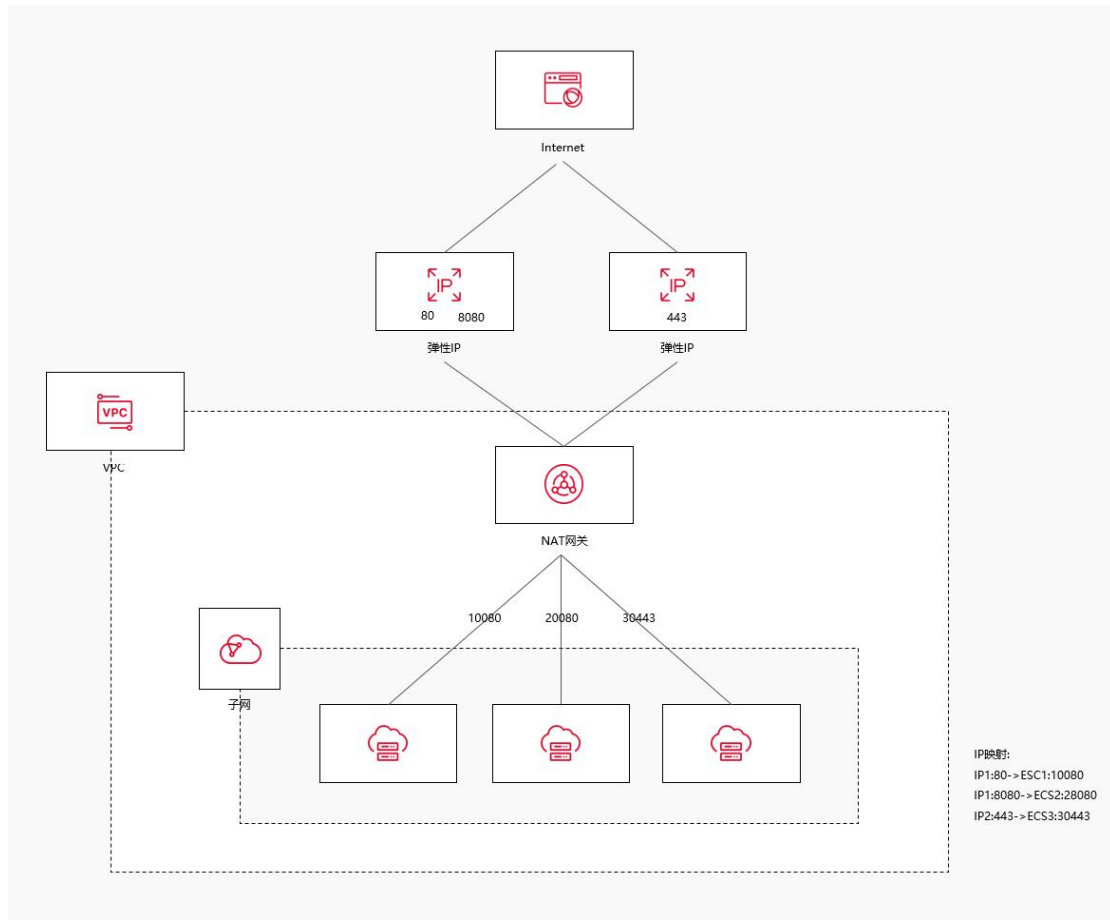 Internet
IP
80 8080
弹性IP
IP
443
弹性IP
VPC
VPC
NAT网关
10080 20080 30443
子网
IP映射:
IP1:80->ESC1:10080
IP1:8080->ECS2:28080
IP2:443->ECS3:30443